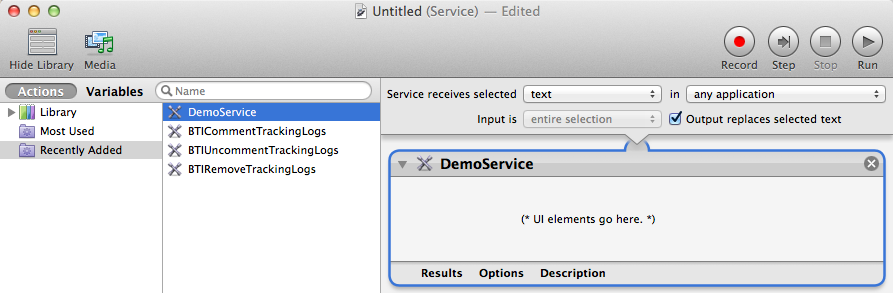 Untitled (Service) — Edited
Hide Library
Media
Record
Step
Stop
Run
Actions
Variables
Name
Library
Most Used
Recently Added
DemoService
BTICommentTrackingLogs
BTIUncommentTrackingLogs
BTIRemoveTrackingLogs
Service receives selected text in any application
Input is entire selection Output replaces selected text
DemoService
(* UI elements go here. *)
Results Options Description